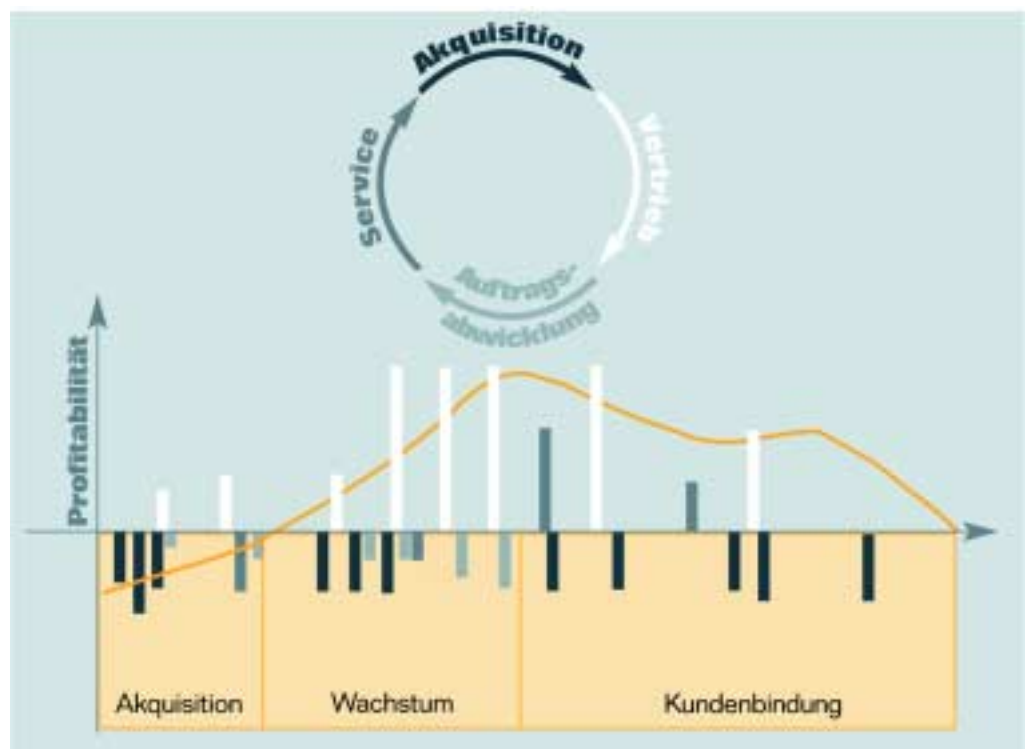 Akquisition
Vertrieb
Auftrags-
abwicklung
Service
Profitabilität
Akquisition
Wachstum
Kundenbindung